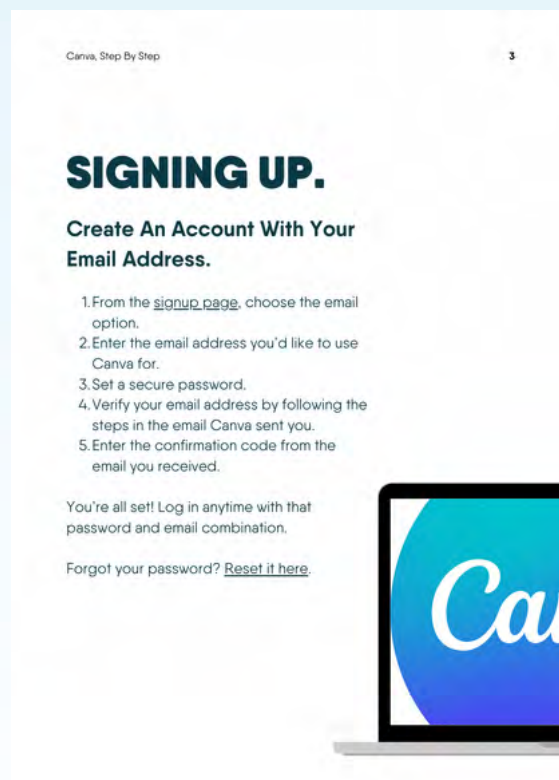 Canva, Step By Step
3
SIGNING UP.
Create An Account With Your
Email Address.
1. From the signup page, choose the email
option.
2. Enter the email address you'd like to use
Canva for.
3. Set a secure password.
4. Verify your email address by following the
steps in the email Canva sent you.
5. Enter the confirmation code from the
email you received.
You're all set! Log in anytime with that
password and email combination.
Forgot your password? Reset it here.
Ca